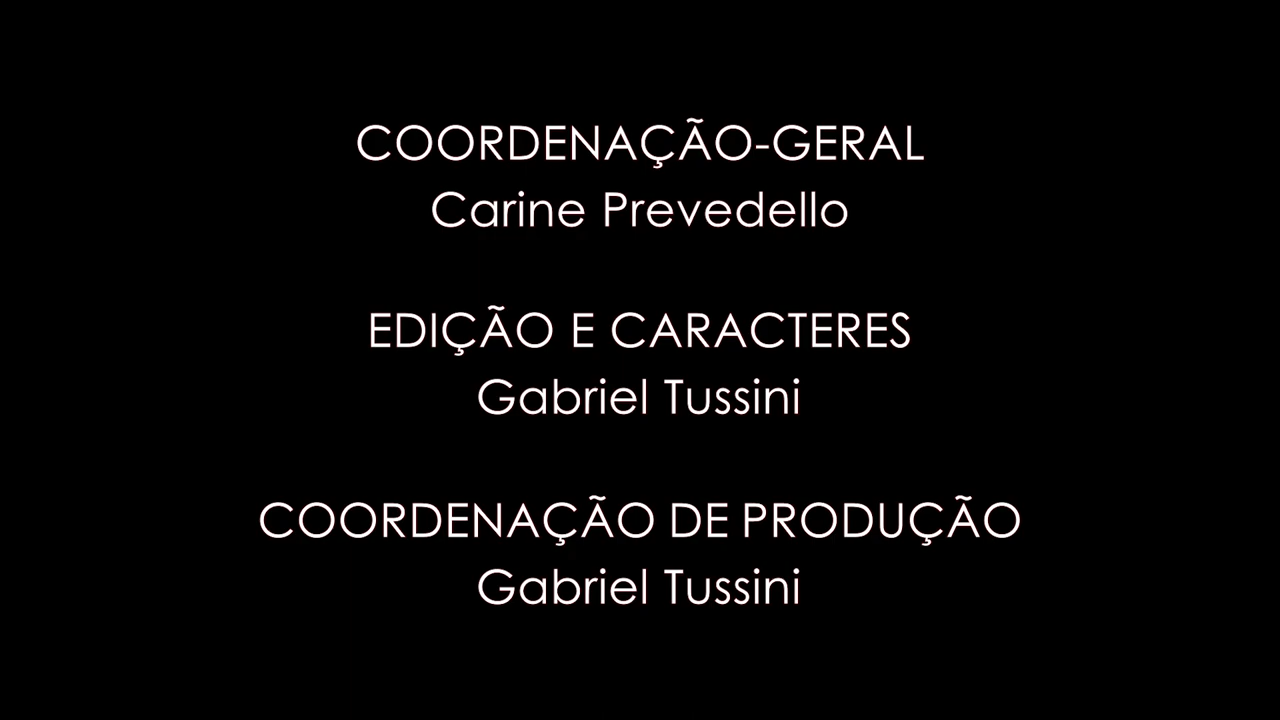 COORDENAÇÃO-GERAL
Carine Prevedello
EDIÇÃO E CARACTERES
Gabriel Tussini
COORDENAÇÃO DE PRODUÇÃO
Gabriel Tussini